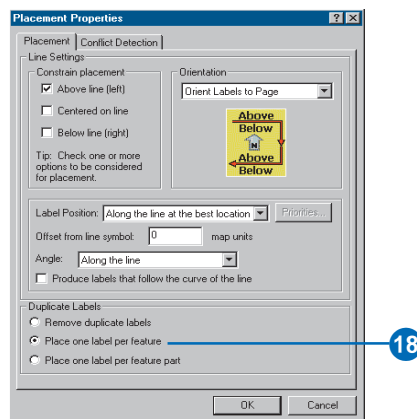 Placement Properties
Placement
Conflict Detection
Line Settings
Constrain placement
Above line (left)
Centered on line
Below line (right)
Tip: Check one or more
options to be considered
for placement.
Orientation
Orient Labels to Page
Above
Below
N
Above
Below
Label Position: Along the line at the best location Priorities...
Offset from line symbol: 0 map units
Angle: Along the line
Produce labels that follow the curve of the line
Duplicate Labels
Remove duplicate labels
Place one label per feature
18
Place one label per feature part
OK
Cancel